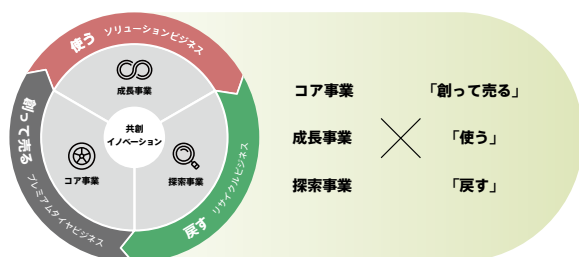 使う ソリューションビジネス
成長事業
共創
イノベーション
コア事業
探索事業
創って売る プレミアムタイヤビジネス
戻す リサイクルビジネス
コア事業 「創って売る」
成長事業 「使う」
探索事業 「戻す」